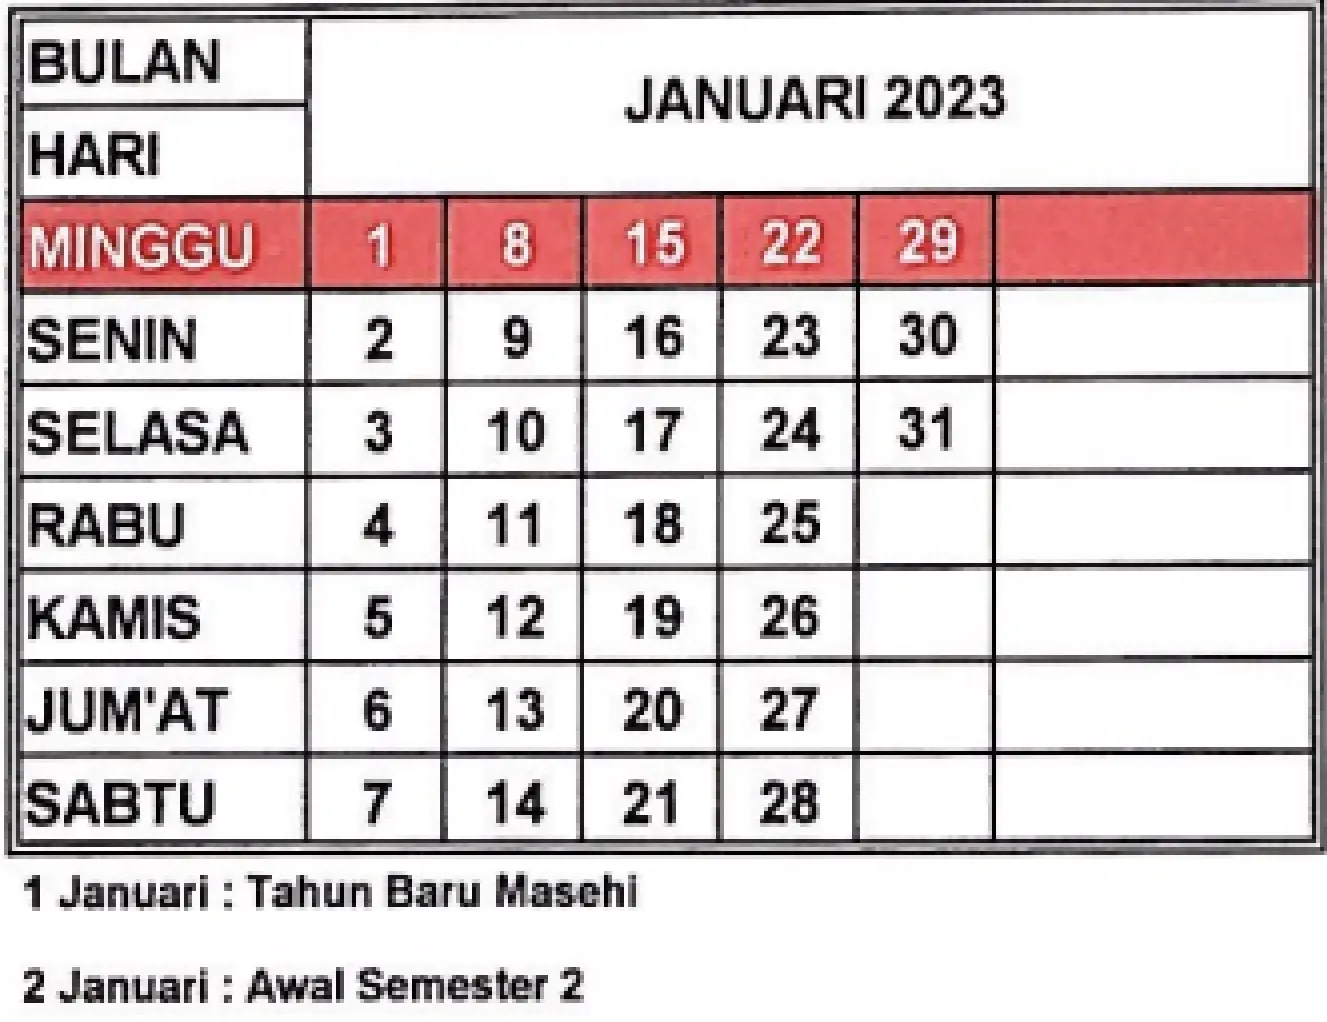 BULAN
JANUARI 2023
HARI
MINGGU 1 8 15 22 29
SENIN 2 9 16 23 30
SELASA 3 10 17 24 31
RABU 4 11 18 25
KAMIS 5 12 19 26
JUM'AT 6 13 20 27
SABTU 7 14 21 28
1 Januari : Tahun Baru Masehi
2 Januari : Awal Semester 2